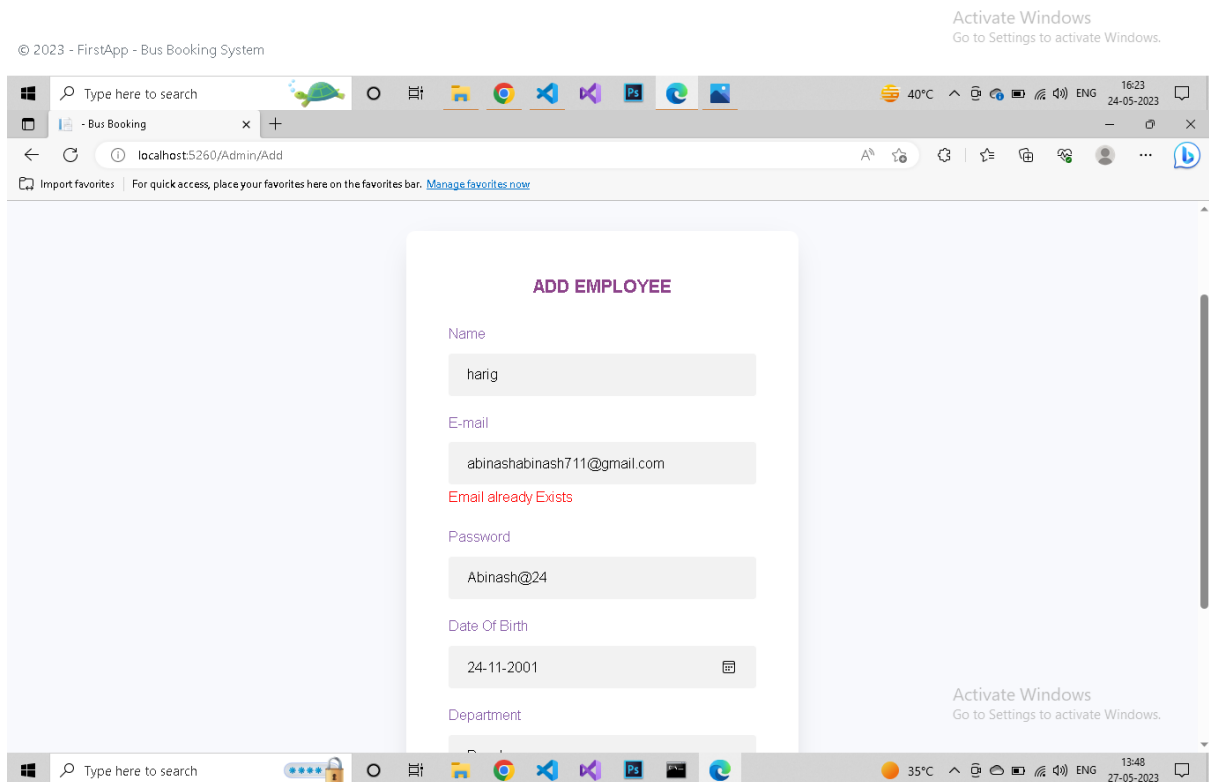 Activate Windows
Go to Settings to activate Windows.
© 2023 - FirstApp - Bus Booking System
Type here to search
Ps
40°C
ENG
16:23
24-05-2023
- Bus Booking
localhost:5260/Admin/Add
Import favorites
For quick access, place your favorites here on the favorites bar. Manage favorites now
ADD EMPLOYEE
Name
harig
E-mail
abinashabinash711@gmail.com
Email already Exists
Password
Abinash@24
Date Of Birth
24-11-2001
Department
Activate Windows
Go to Settings to activate Windows.
Type here to search
Ps
35°C
ENG
13:48
27-05-2023